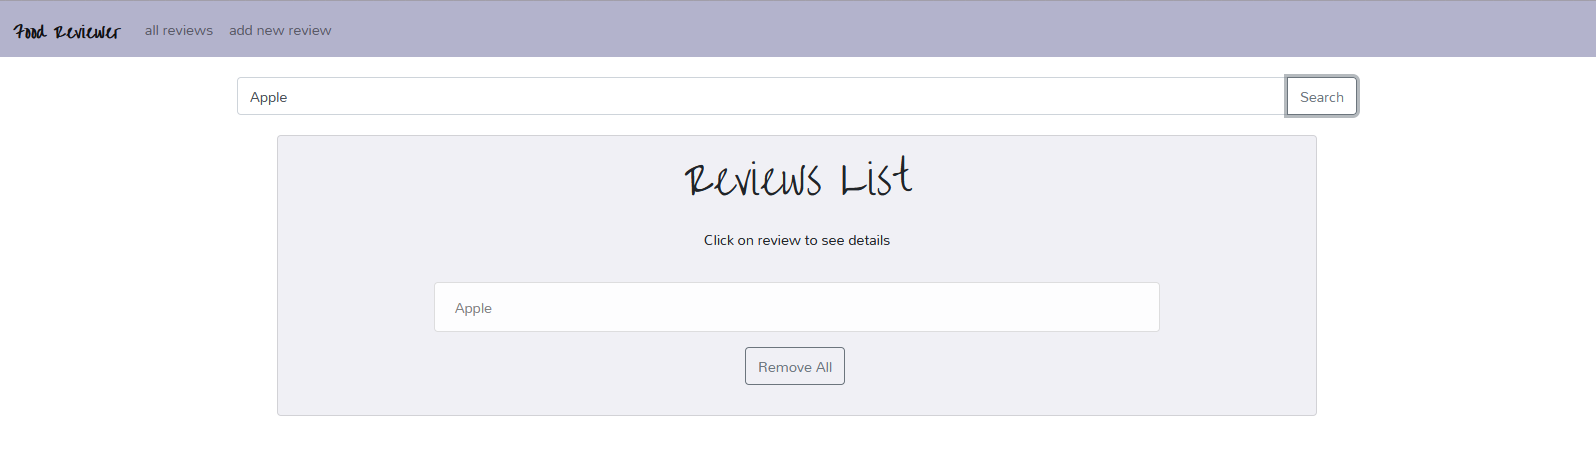 Food Reviewer all reviews add new review
Apple Search
Reviews List
Click on review to see details
Apple
Remove All